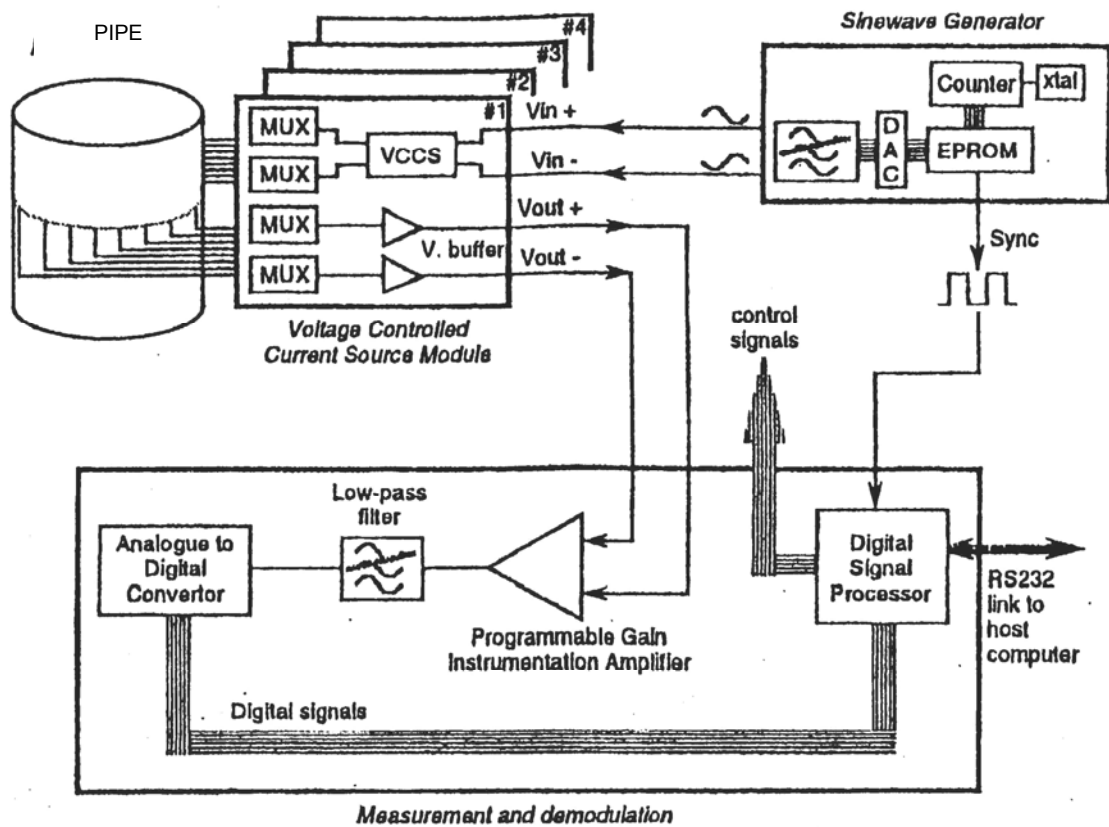 PIPE
Sinewave Generator
#4
#3
#2
#1
MUX
MUX
MUX
MUX
VCCS
V. buffer
Vin +
Vin -
Vout +
Vout -
Counter
xtal
D
A
C
EPROM
Sync
Voltage Controlled
Current Source Module
control
signals
Low-pass
filter
Analogue to
Digital
Convertor
Programmable Gain
Instrumentation Amplifier
Digital
Signal
Processor
RS232
link to
host
computer
Digital signals
Measurement and demodulation